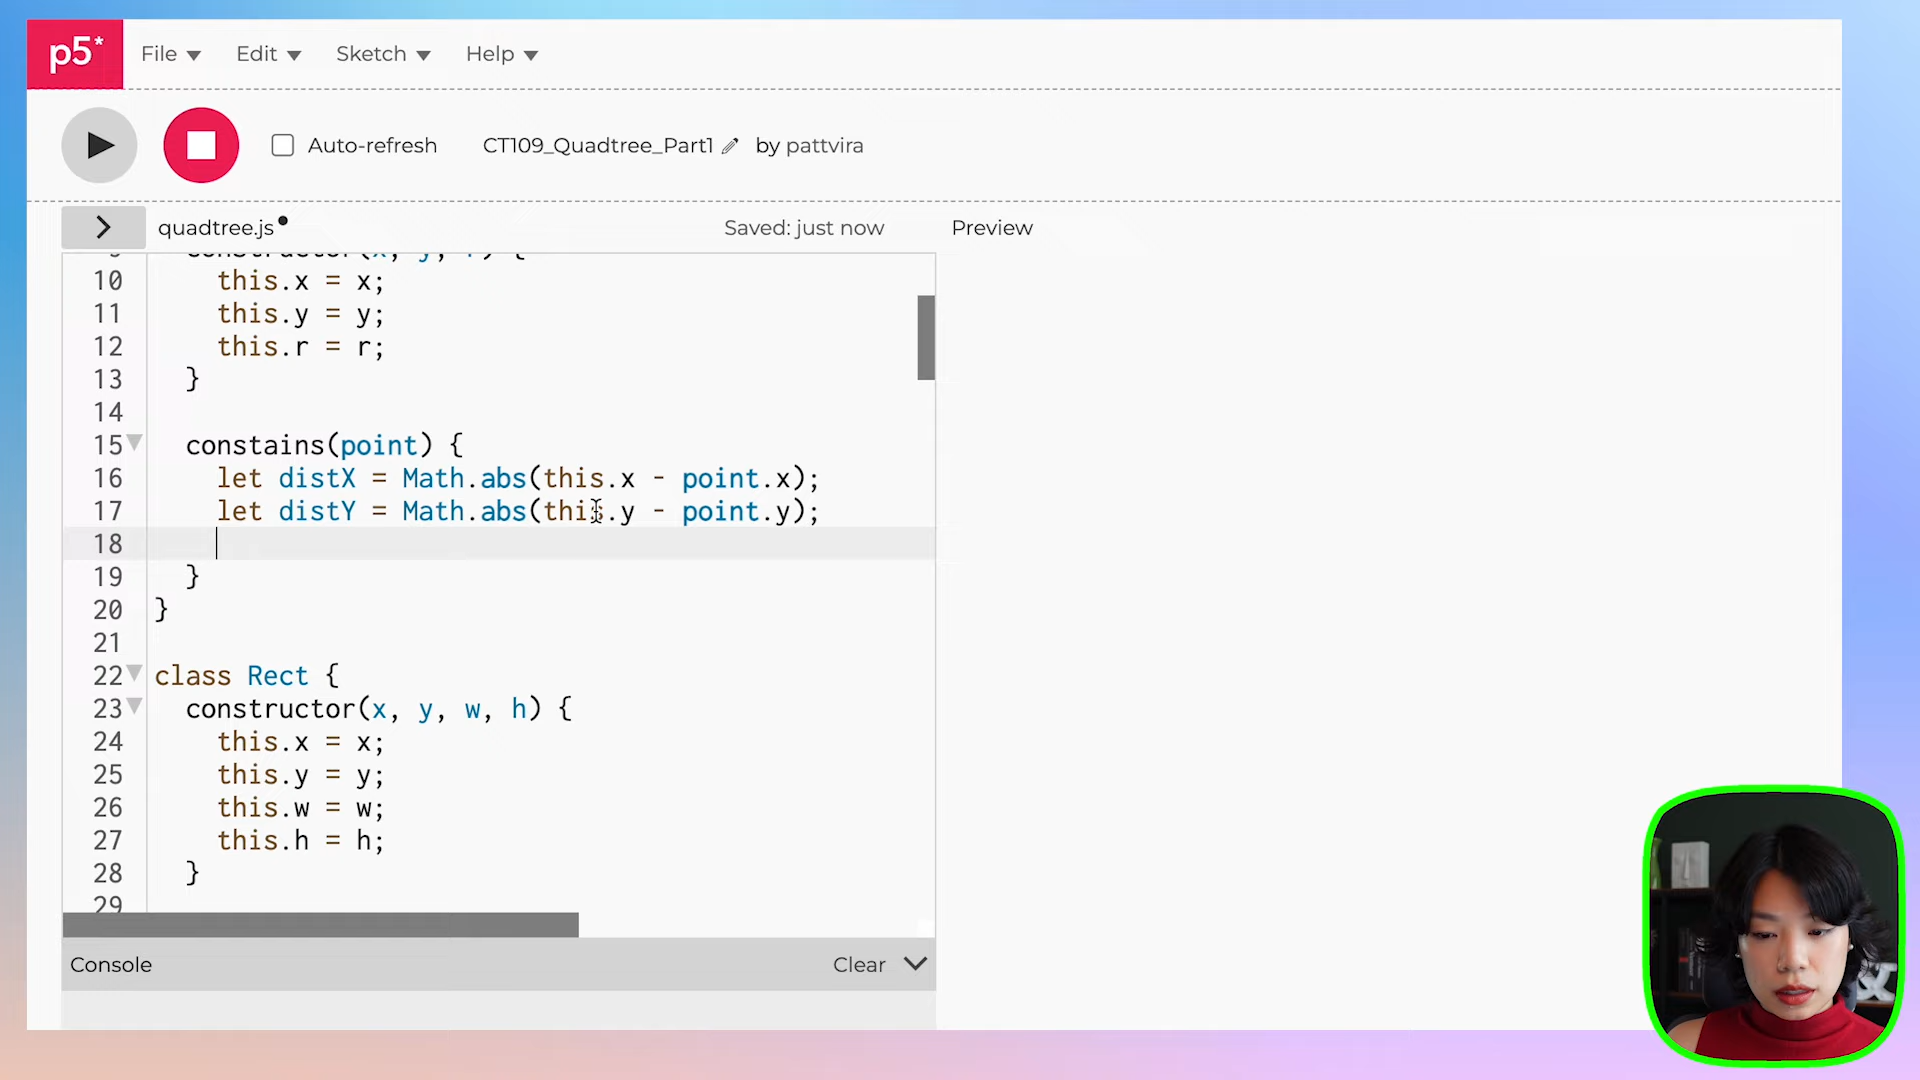 p5* File Edit Sketch Help
Auto-refresh CT109_Quadtree_Part1 by pattvira
> quadtree.js Saved: just now Preview
constructor(x, y, r) {
10 this.x = x;
11 this.y = y;
12 this.r = r;
13 }
14
15 constains(point) {
16 let distX = Math.abs(this.x - point.x);
17 let distY = Math.abs(this.y - point.y);
18
19 }
20 }
21
22 class Rect {
23 constructor(x, y, w, h) {
24 this.x = x;
25 this.y = y;
26 this.w = w;
27 this.h = h;
28 }
29
Console Clear